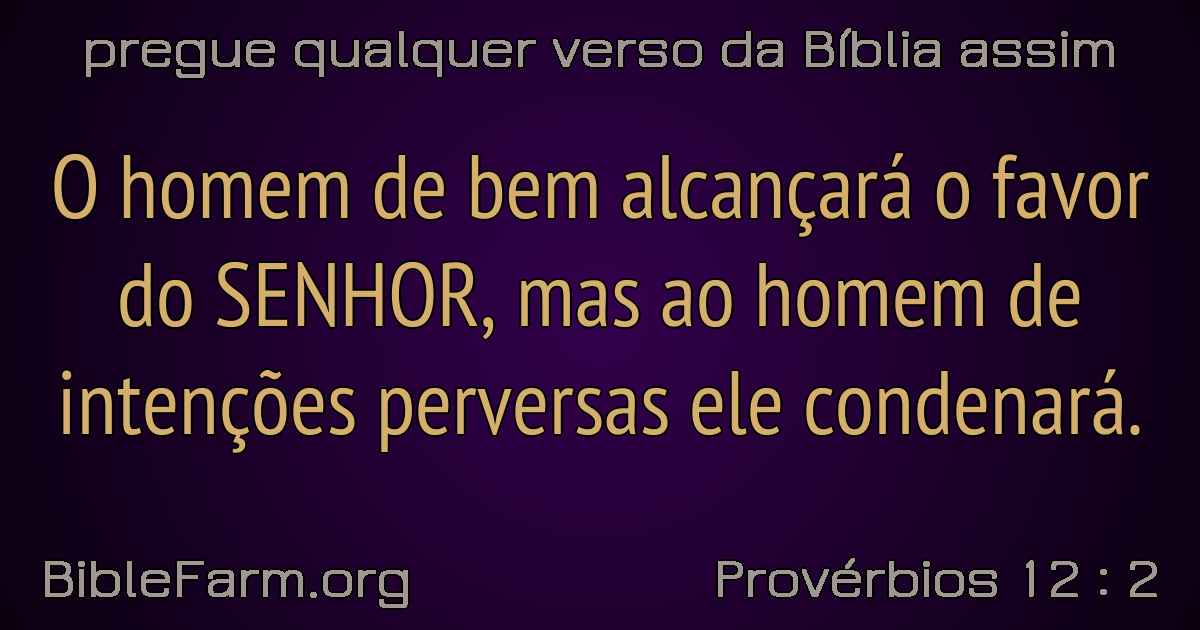 pregue qualquer verso da Bíblia assim
O homem de bem alcançará o favor
do SENHOR, mas ao homem de
intenções perversas ele condenará.
BibleFarm.org
Provérbios 12 : 2